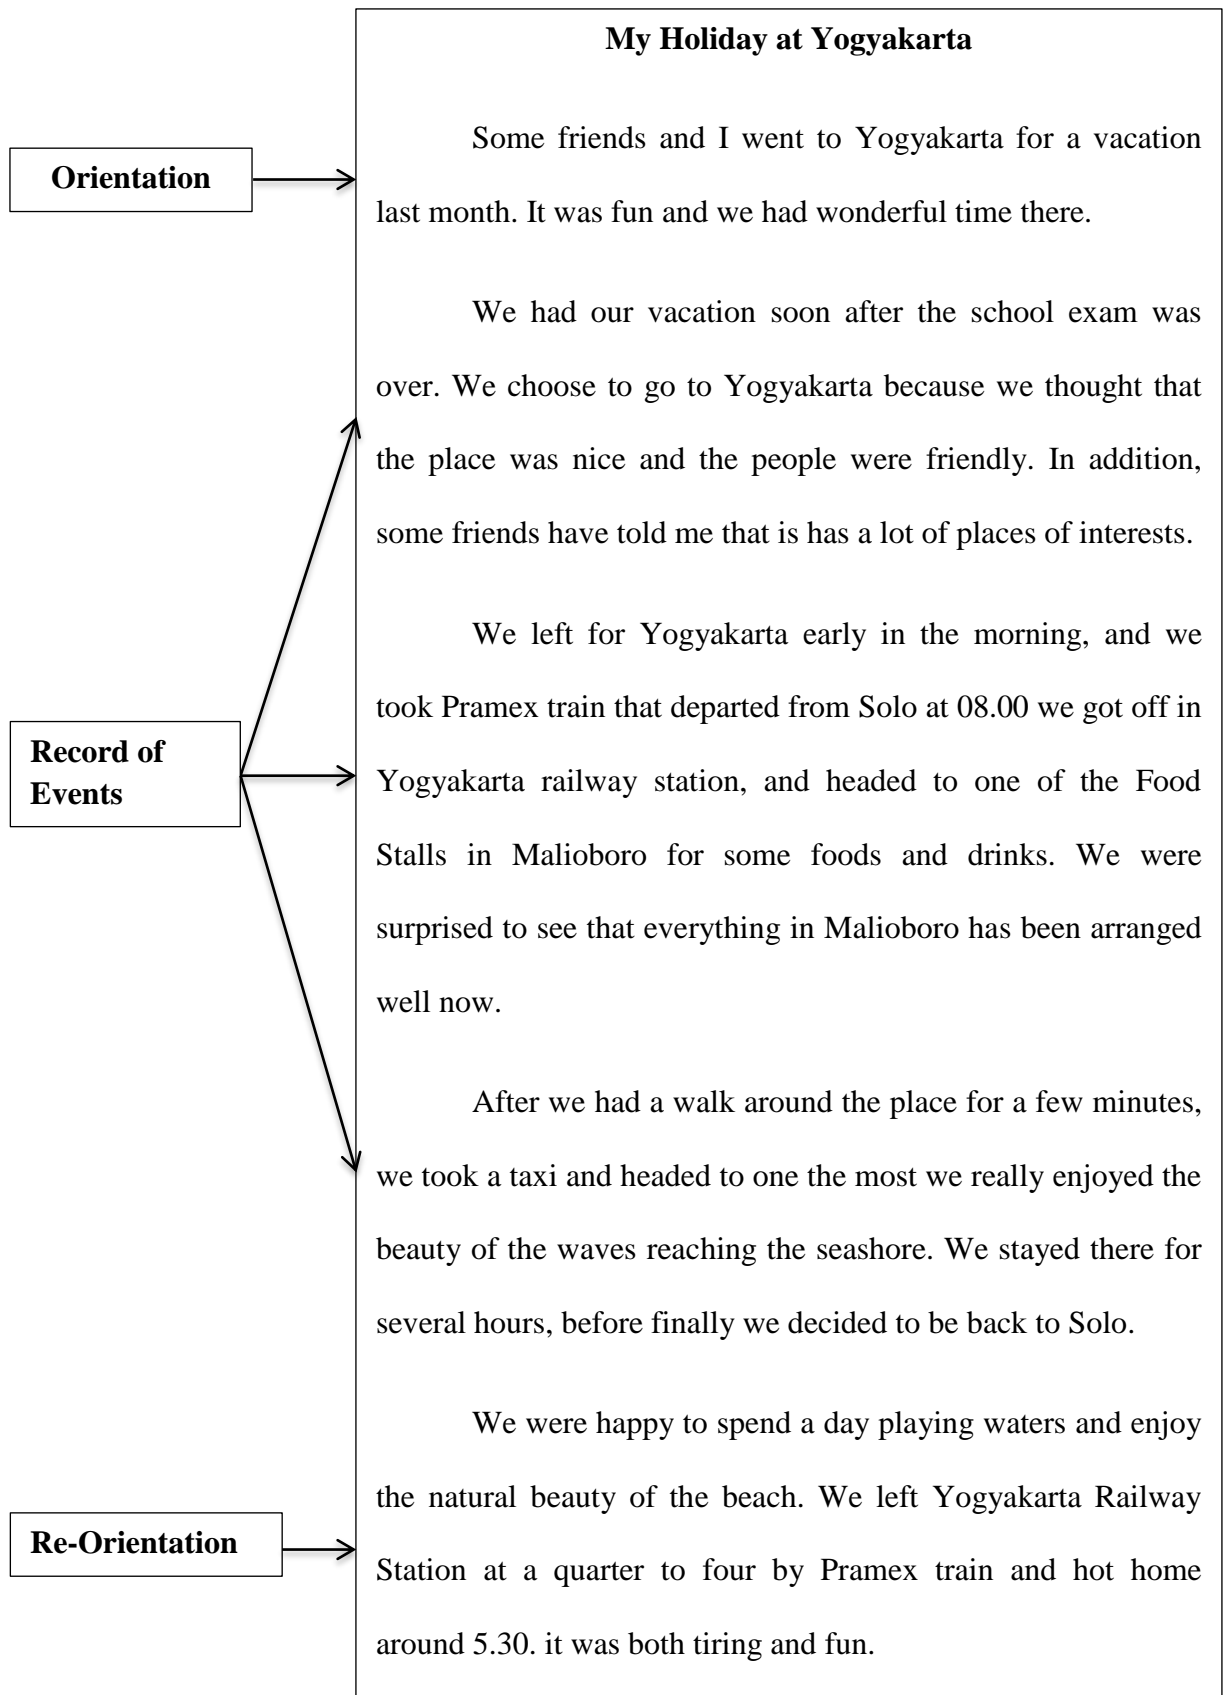 My Holiday at Yogyakarta
Orientation
Some friends and I went to Yogyakarta for a vacation
last month. It was fun and we had wonderful time there.
We had our vacation soon after the school exam was
over. We choose to go to Yogyakarta because we thought that
the place was nice and the people were friendly. In addition,
some friends have told me that is has a lot of places of interests.
Record of
Events
We left for Yogyakarta early in the morning, and we
took Pramex train that departed from Solo at 08.00 we got off in
Yogyakarta railway station, and headed to one of the Food
Stalls in Malioboro for some foods and drinks. We were
surprised to see that everything in Malioboro has been arranged
well now.
After we had a walk around the place for a few minutes,
we took a taxi and headed to one the most we really enjoyed the
beauty of the waves reaching the seashore. We stayed there for
several hours, before finally we decided to be back to Solo.
Re-Orientation
We were happy to spend a day playing waters and enjoy
the natural beauty of the beach. We left Yogyakarta Railway
Station at a quarter to four by Pramex train and hot home
around 5.30. it was both tiring and fun.